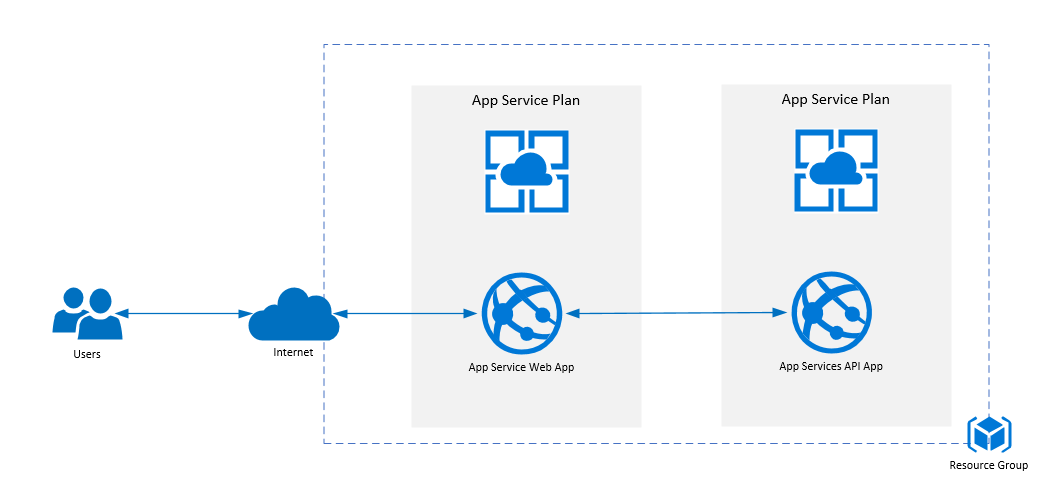 App Service Plan
App Service Plan
Users
Internet
App Service Web App
App Services API App
Resource Group